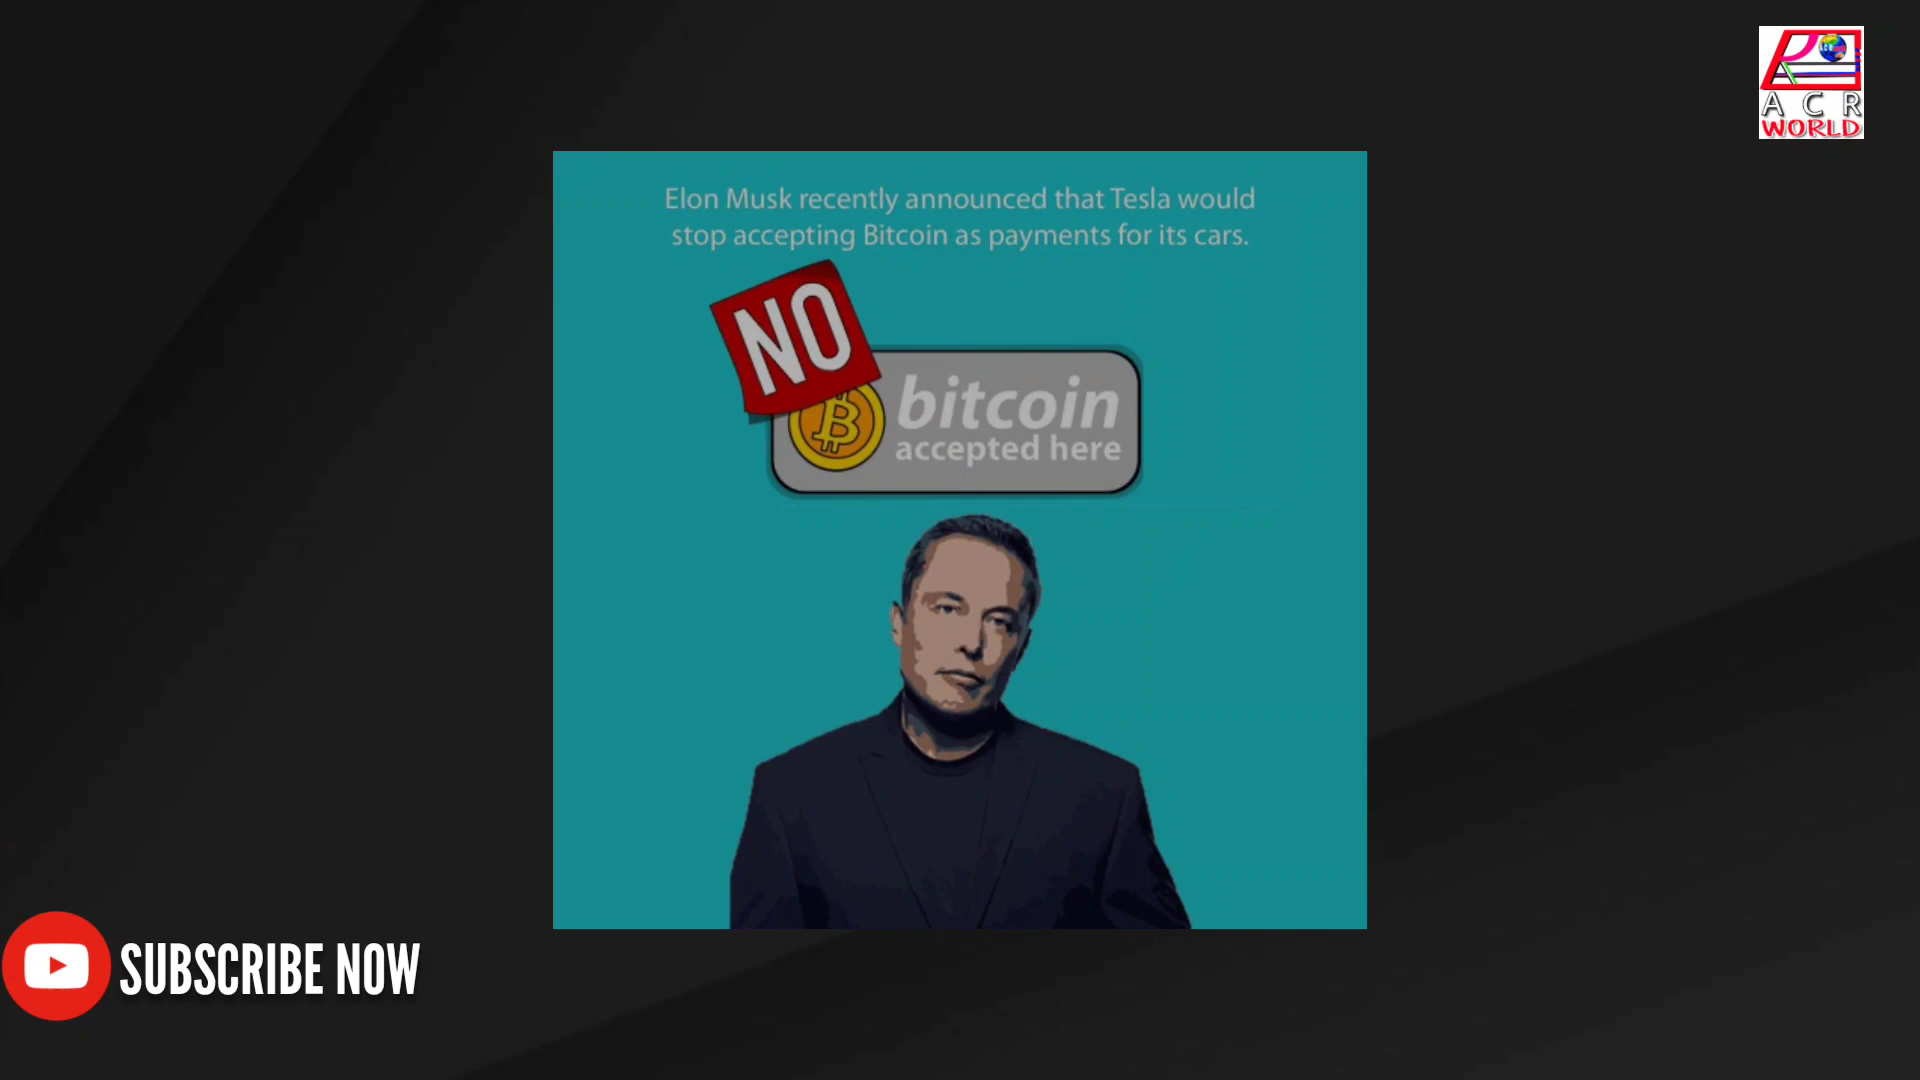 A C R
WORLD
Elon Musk recently announced that Tesla would
stop accepting Bitcoin as payments for its cars.
NO
bitcoin
accepted here
SUBSCRIBE NOW